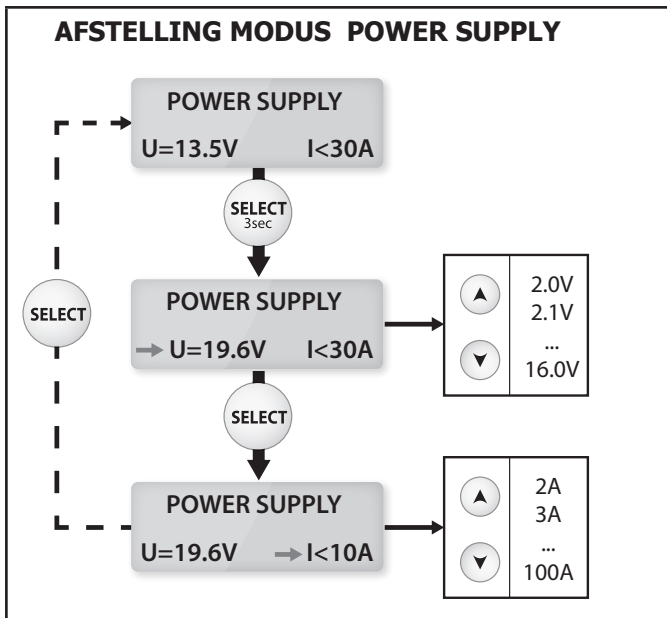 AFSTELLING MODUS POWER SUPPLY
POWER SUPPLY
U=13.5V I<30A
SELECT
3sec
POWER SUPPLY
U=19.6V I<30A
2.0V
2.1V
...
16.0V
SELECT
SELECT
POWER SUPPLY
U=19.6V I<10A
2A
3A
...
100A